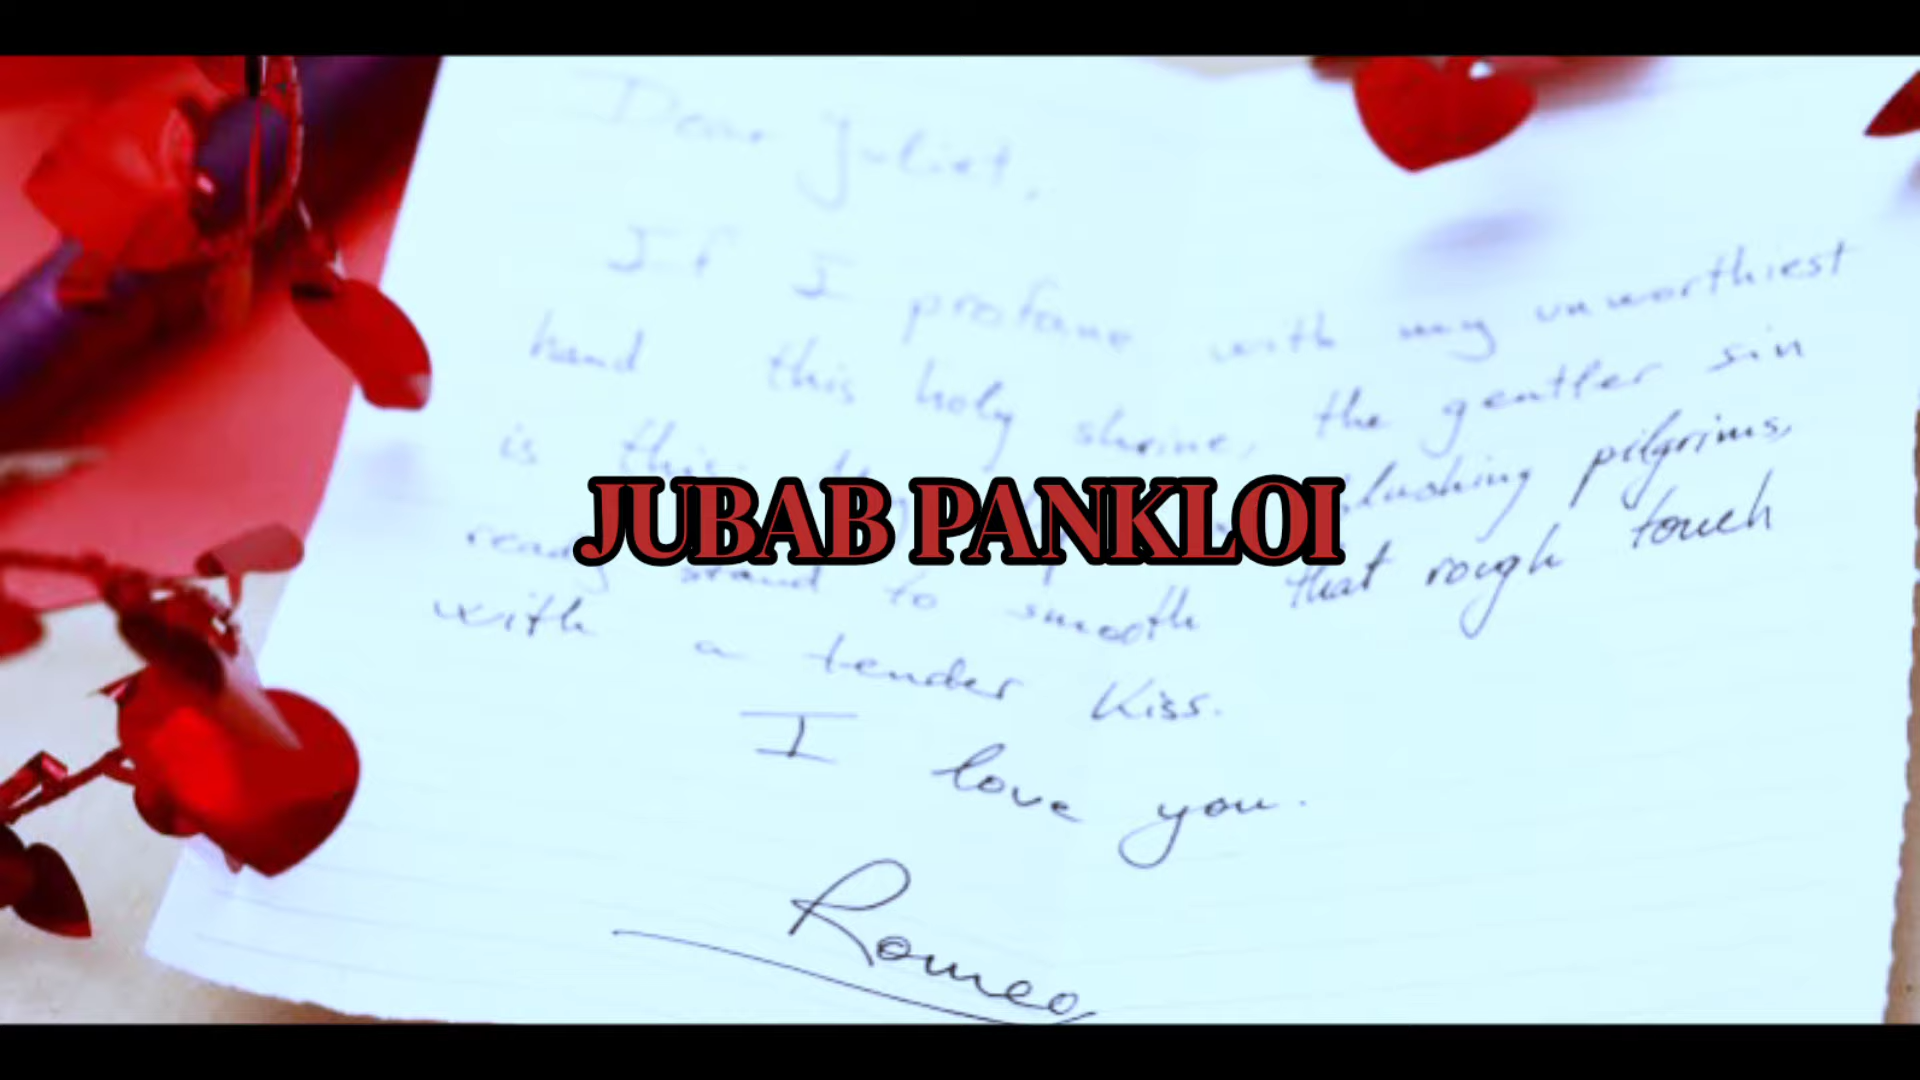 Dear Juliet,
If I profane with my unworthiest
hand this holy shrine, the gentler sin
is this pilgrims,
JUBAB PANKLOI
stand to smooth that rough touch
with a tender Kiss.
I love you.
Romeo